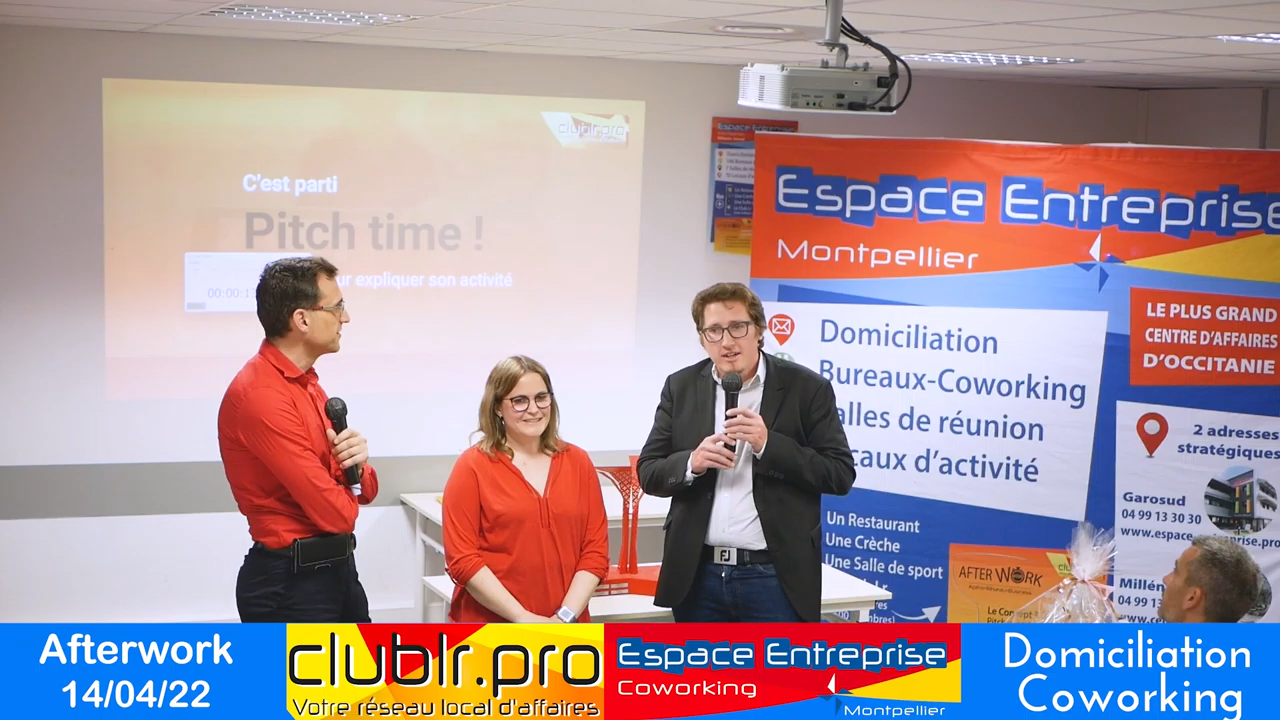 clublr.pro
C'est parti
Pitch time !
ur expliquer son activité
00:00:1
Espace Entreprise
Montpellier
Domiciliation
Bureaux-Coworking
alles de réunion
caux d'activité
LE PLUS GRAND
CENTRE D'AFFAIRES
D'OCCITANIE
2 adresses
stratégiques
Garosud
04 99 13 30 30
www.espace-entreprise.pro
Un Restaurant
Une Crèche
Une Salle de sport
AFTER WORK
Le Concept
Millén
04 99 13
Afterwork
14/04/22
clublr.pro
Votre réseau local d'affaires
Espace Entreprise
Coworking
Montpellier
Domiciliation
Coworking